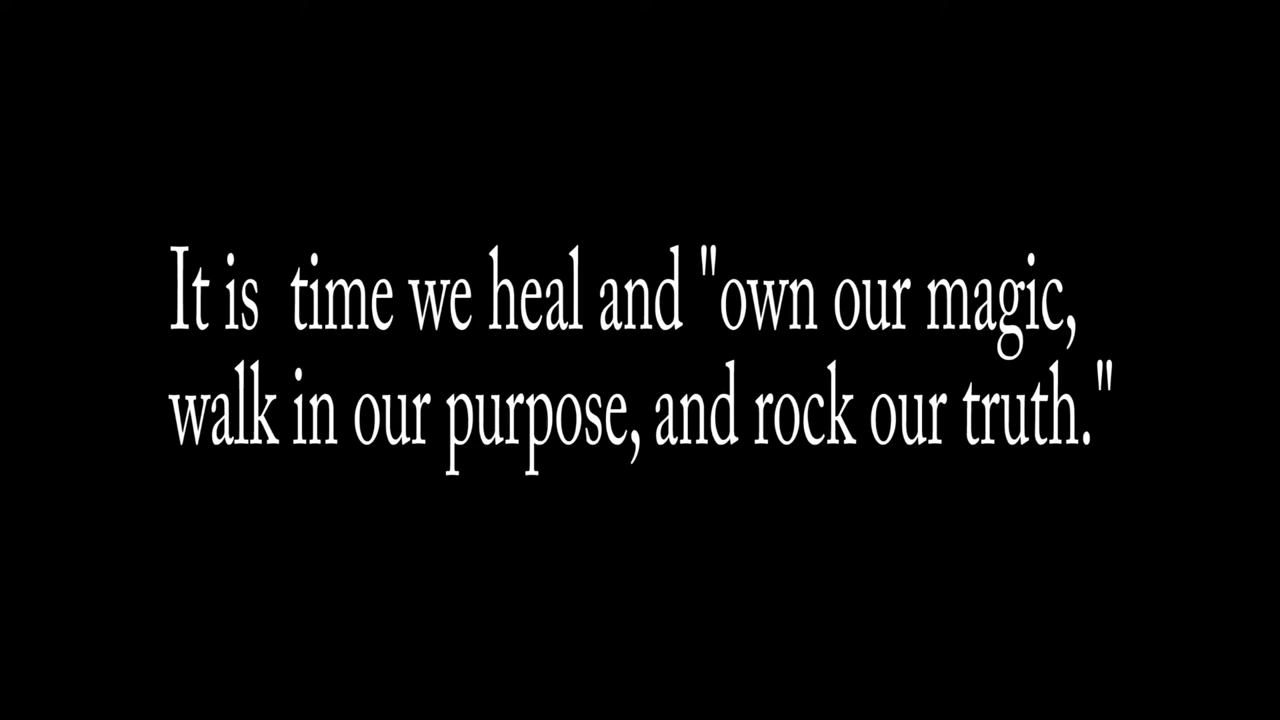 It is  time we heal and "own our magic,
walk in our purpose, and rock our truth."